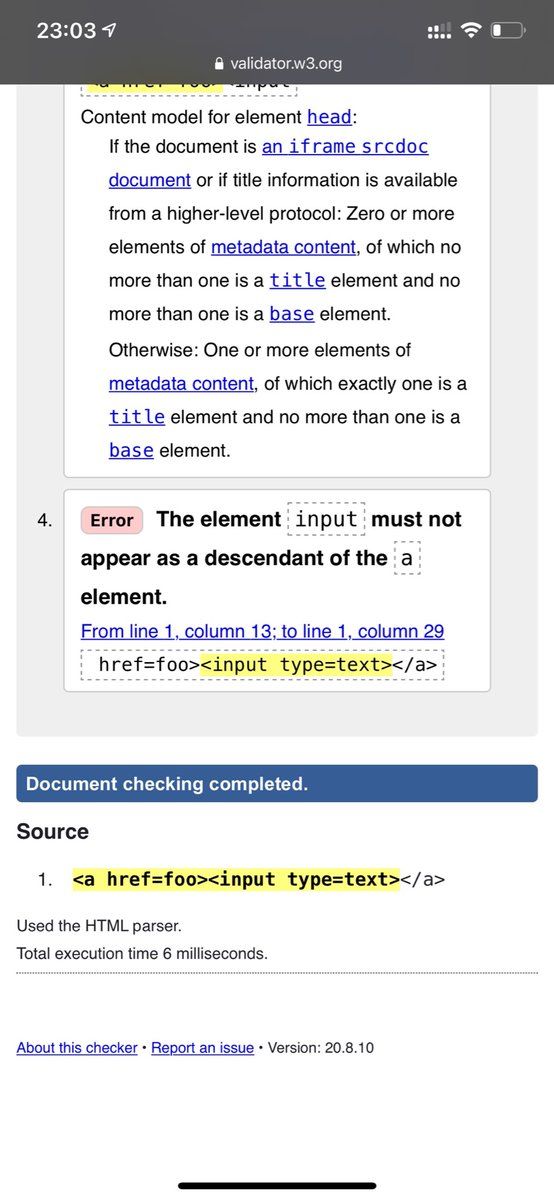 23:03
validator.w3.org
<a href=foo><input
Content model for element head:
If the document is an iframe srcdoc
document or if title information is available
from a higher-level protocol: Zero or more
elements of metadata content, of which no
more than one is a title element and no
more than one is a base element.
Otherwise: One or more elements of
metadata content, of which exactly one is a
title element and no more than one is a
base element.
4. Error The element input must not
appear as a descendant of the a
element.
From line 1, column 13; to line 1, column 29
href=foo><input type=text></a>
Document checking completed.
Source
1. <a href=foo><input type=text></a>
Used the HTML parser.
Total execution time 6 milliseconds.
About this checker • Report an issue • Version: 20.8.10